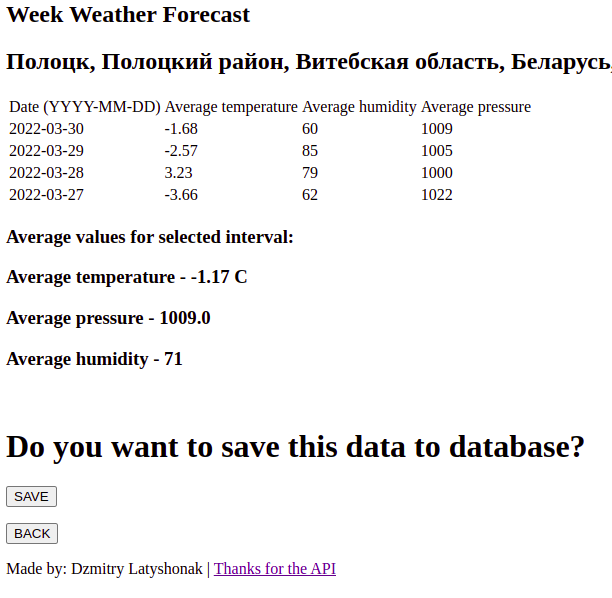 Week Weather Forecast
Полоцк, Полоцкий район, Витебская область, Беларусь,
Date (YYYY-MM-DD) Average temperature Average humidity Average pressure
2022-03-30 -1.68 60 1009
2022-03-29 -2.57 85 1005
2022-03-28 3.23 79 1000
2022-03-27 -3.66 62 1022
Average values for selected interval:
Average temperature - -1.17 C
Average pressure - 1009.0
Average humidity - 71
Do you want to save this data to database?
SAVE
BACK
Made by: Dzmitry Latyshonak | Thanks for the API